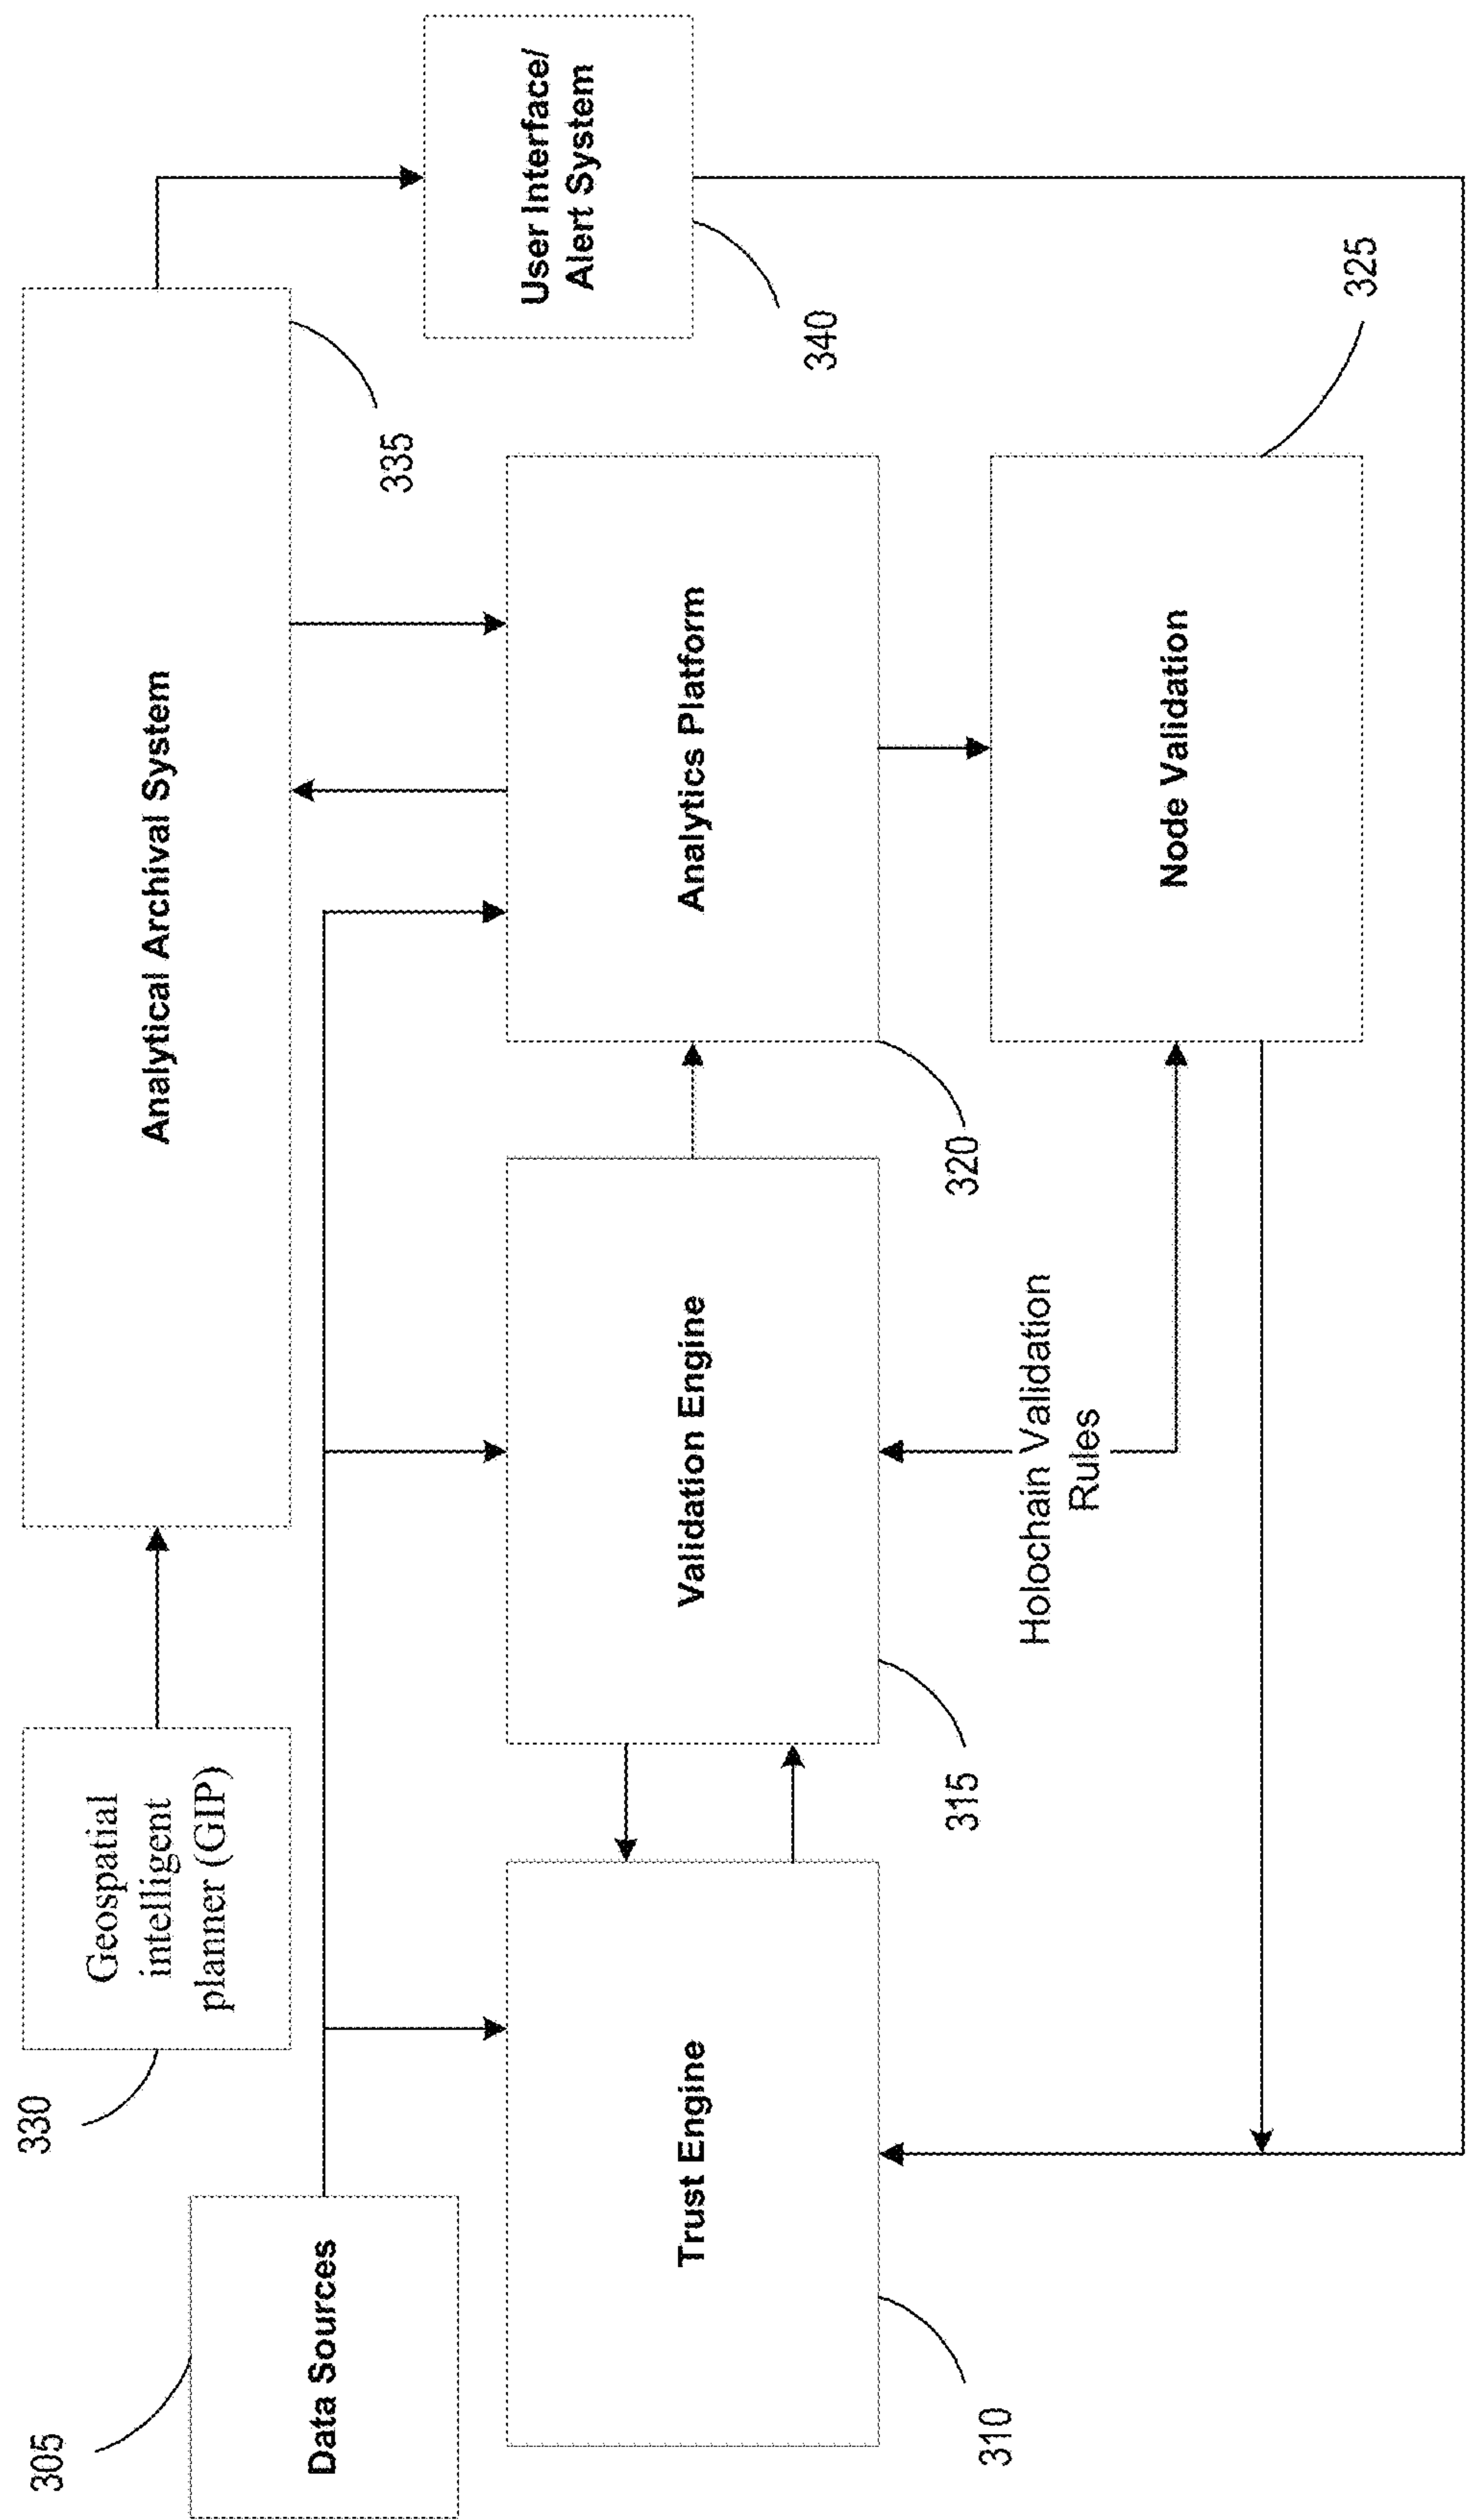 305
Data Sources
330
Geospatial
intelligent
planner (GIP)
Analytical Archival System
335
User Interface/
Alert System
340
Trust Engine
310
Validation Engine
315
Analytics Platform
320
Holochain Validation
Rules
Node Validation
325